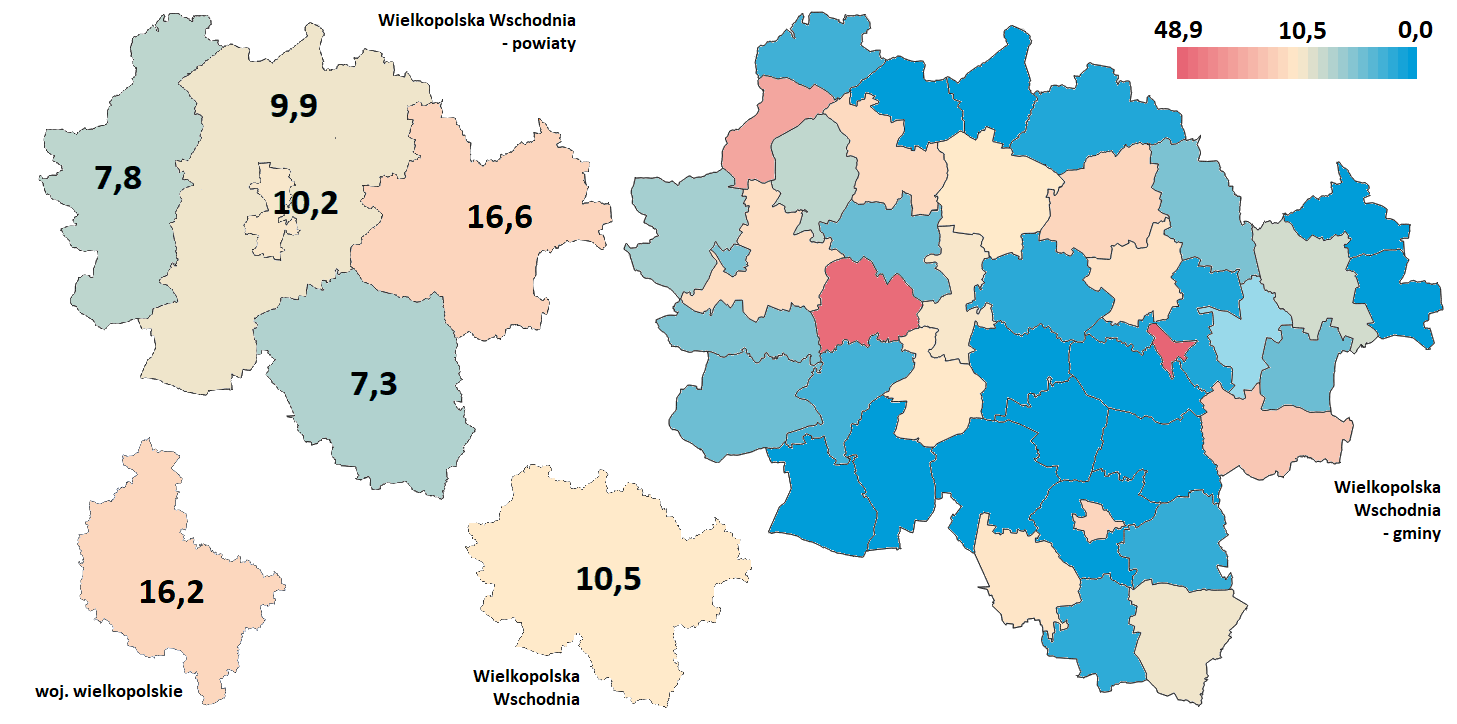 Wielkopolska Wschodnia
- powiaty
48,9
10,5
0,0
9,9
7,8
10,2
16,6
7,3
Wielkopolska
Wschodnia
- gminy
16,2
10,5
woj. wielkopolskie
Wielkopolska
Wschodnia